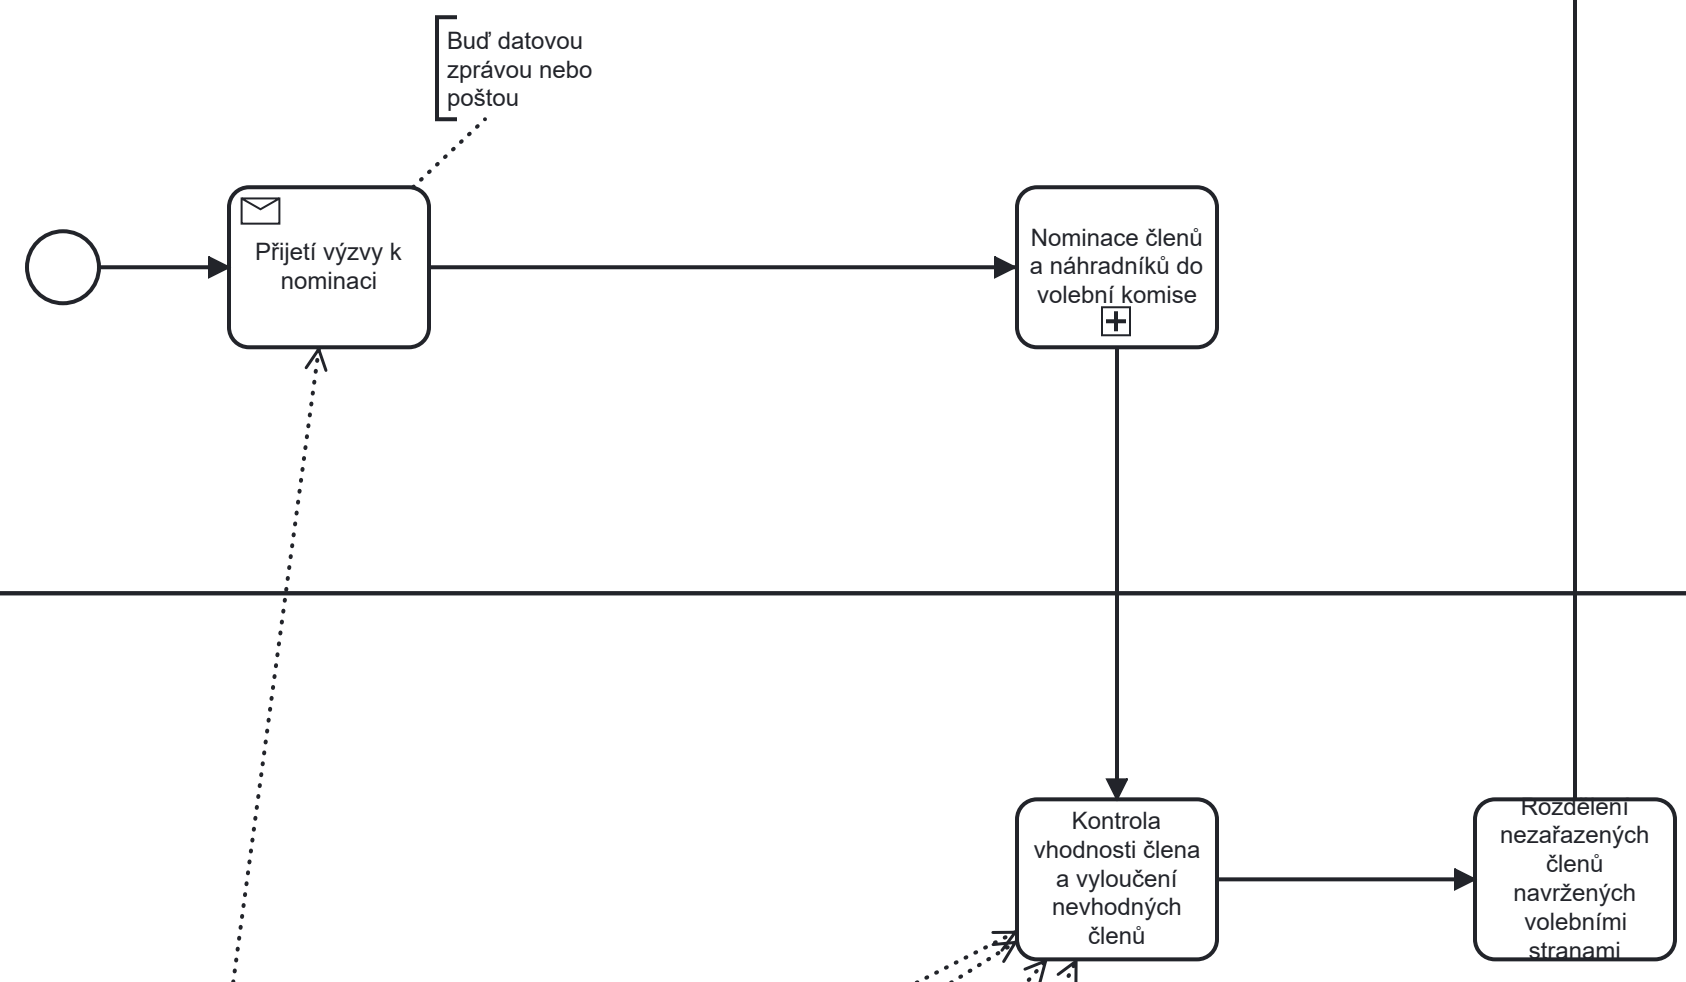 Buď datovou
zprávou nebo
poštou
Přijetí výzvy k
nominaci
Nominace členů
a náhradníků do
volební komise
Kontrola
vhodnosti člena
a vyloučení
nevhodných
členů
Rozdělení
nezařazených
členů
navržených
volebními
stranami